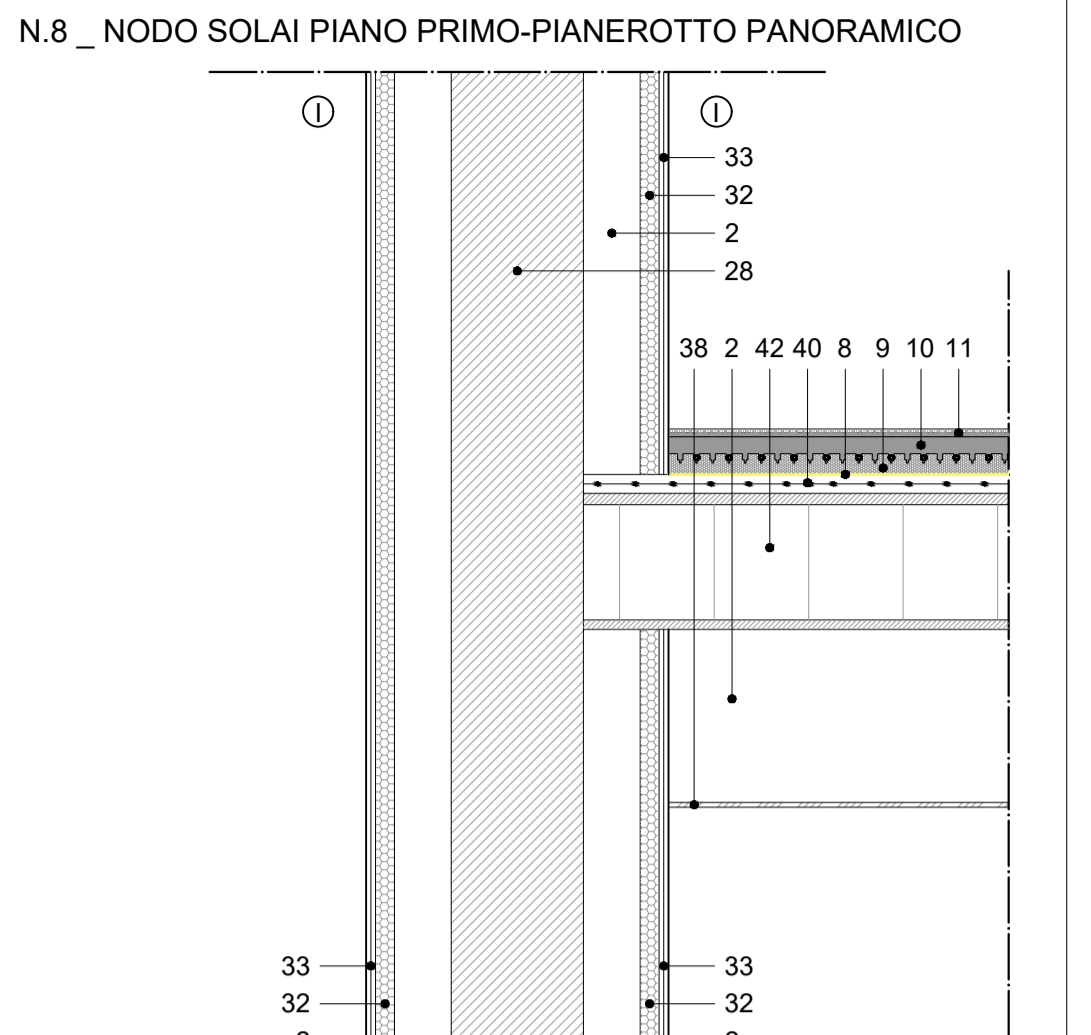 N.8 _ NODO SOLAI PIANO PRIMO-PIANEROTTO PANORAMICO
I I
33
32
2
28
38 2 42 40 8 9 10 11
33 33
32 32